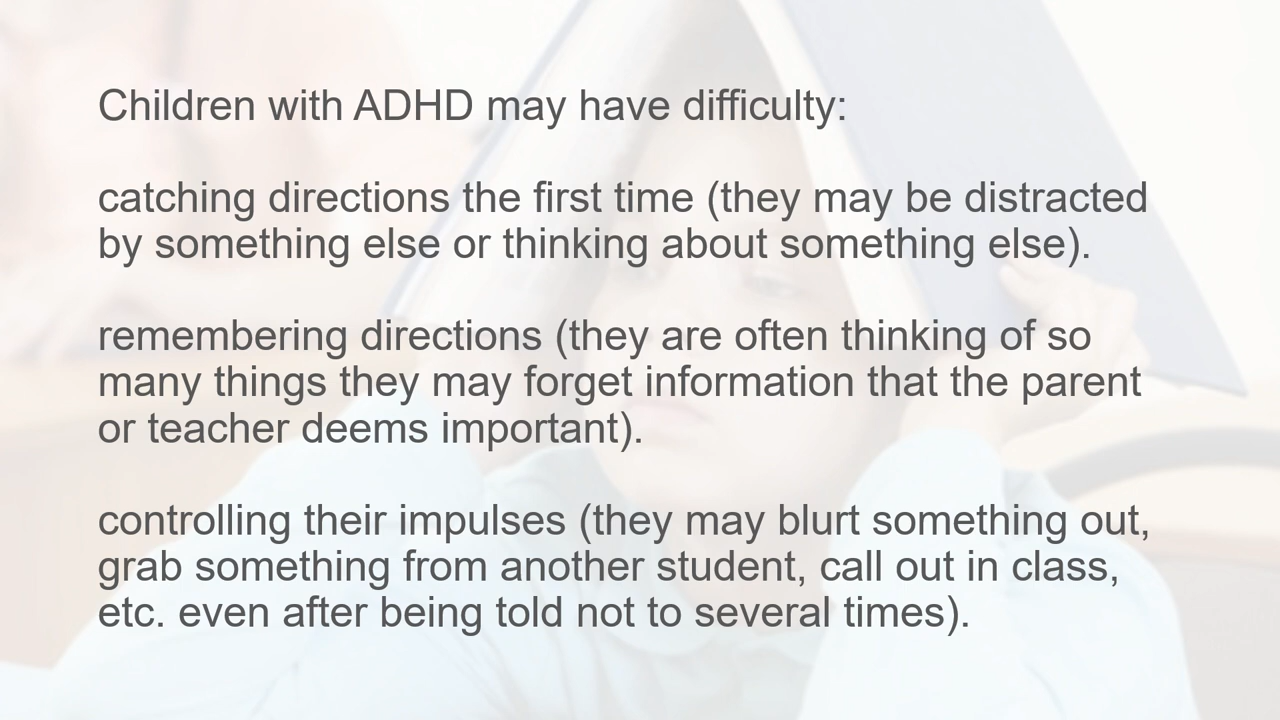 Children with ADHD may have difficulty:
catching directions the first time (they may be distracted
by something else or thinking about something else).
remembering directions (they are often thinking of so
many things they may forget information that the parent
or teacher deems important).
controlling their impulses (they may blurt something out,
grab something from another student, call out in class,
etc. even after being told not to several times).